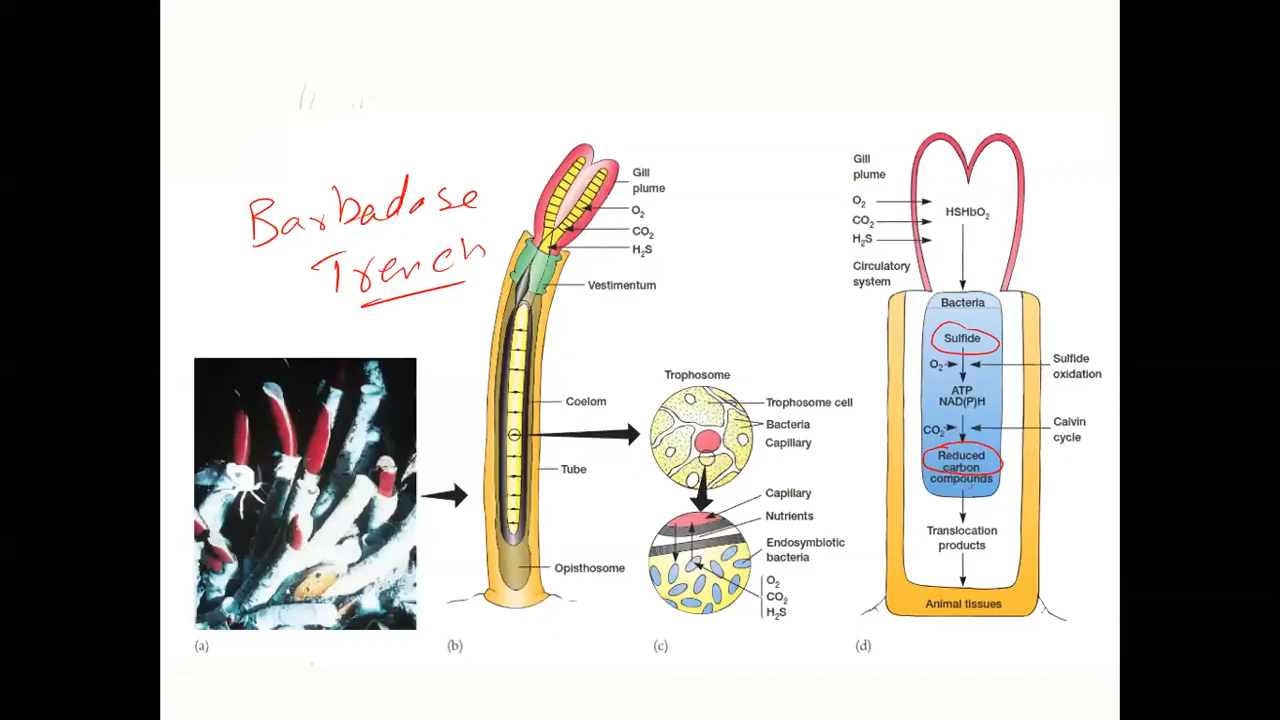 Barbadose
Trench
(a)
Gill
plume
O2
CO2
H2S
Vestimentum
Coelom
Tube
Opisthosome
(b)
Trophosome
Trophosome cell
Bacteria
Capillary
Capillary
Nutrients
Endosymbiotic
bacteria
O2
CO2
H2S
(c)
Gill
plume
O2
CO2
H2S
HSHbO2
Circulatory
system
Bacteria
Sulfide
O2
Sulfide
oxidation
ATP
NAD(P)H
CO2
Calvin
cycle
Reduced
carbon
compounds
Translocation
products
Animal tissues
(d)